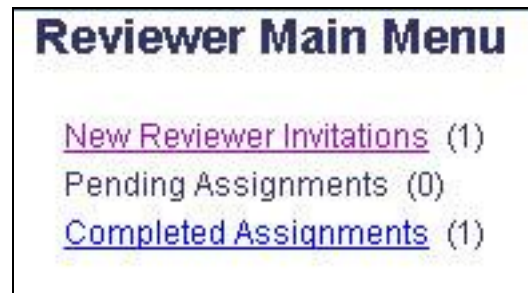 Reviewer Main Menu
New Reviewer Invitations (1)
Pending Assignments (0)
Completed Assignments (1)